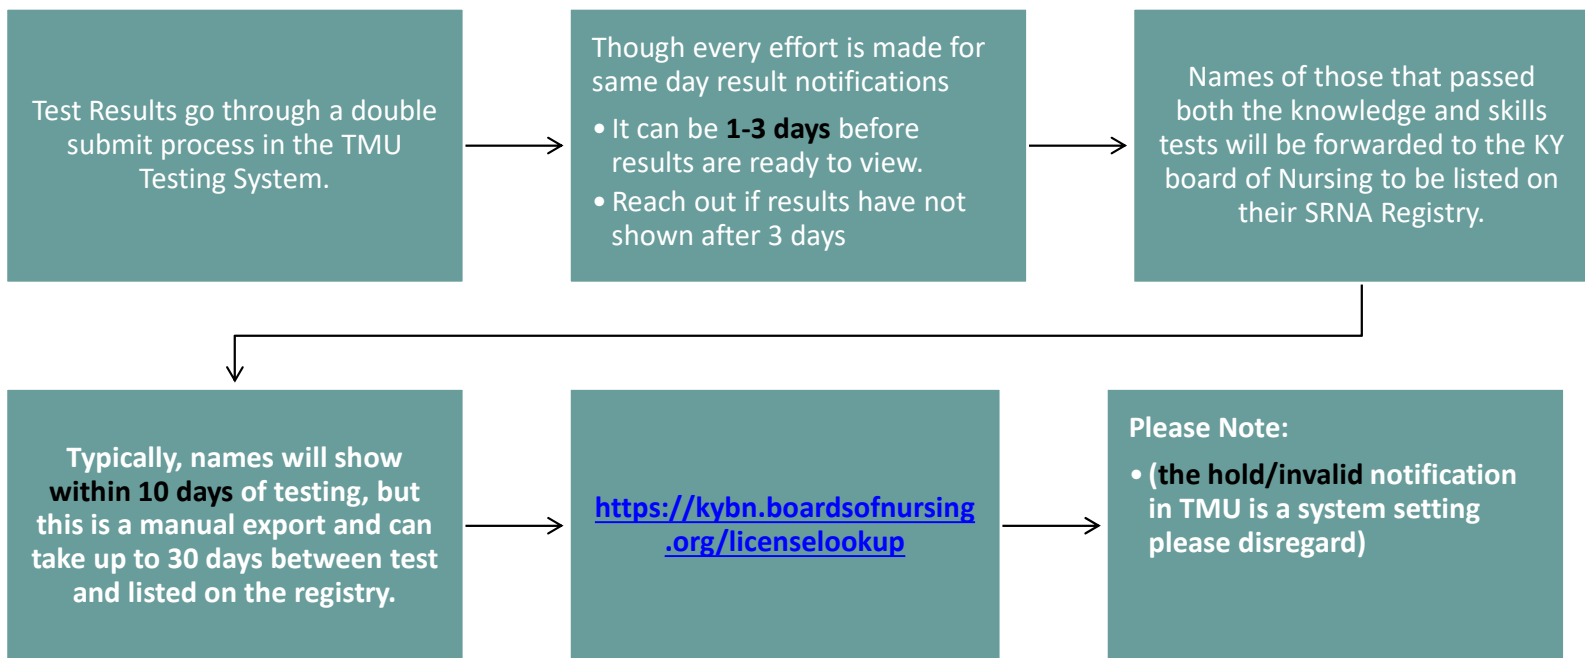 Test Results go through a double
submit process in the TMU
Testing System.
Though every effort is made for
same day result notifications
• It can be 1-3 days before
results are ready to view.
• Reach out if results have not
shown after 3 days
Names of those that passed
both the knowledge and skills
tests will be forwarded to the KY
board of Nursing to be listed on
their SRNA Registry.
Typically, names will show
within 10 days of testing, but
this is a manual export and can
take up to 30 days between test
and listed on the registry.
https://kybn.boardsofnursing
.org/licenselookup
Please Note:
• (the hold/invalid notification
in TMU is a system setting
please disregard)